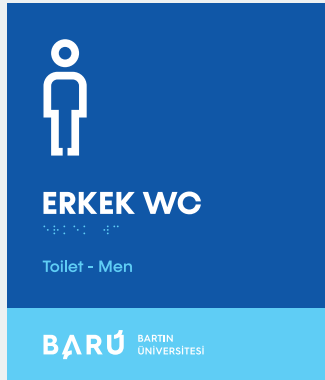 ERKEK WC
Toilet - Men
BARÜ
BARTIN
ÜNİVERSİTESİ